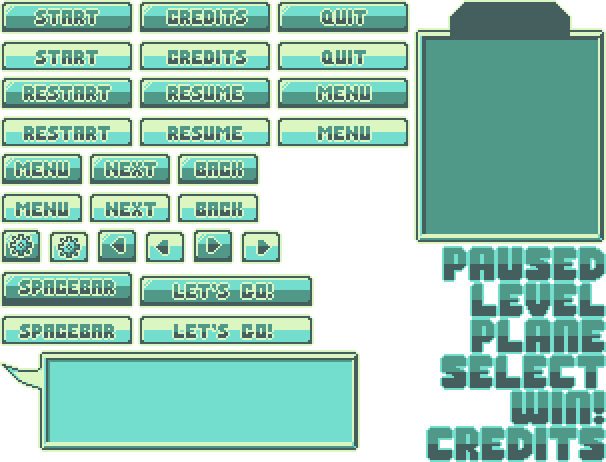 START CREDITS QUIT
START CREDITS QUIT
RESTART RESUME MENU
RESTART RESUME MENU
MENU NEXT BACK
MENU NEXT BACK
SPACEBAR LET'S GO!
SPACEBAR LET'S GO!
PAUSED
LEVEL
PLANE
SELECT
WIN!
CREDITS